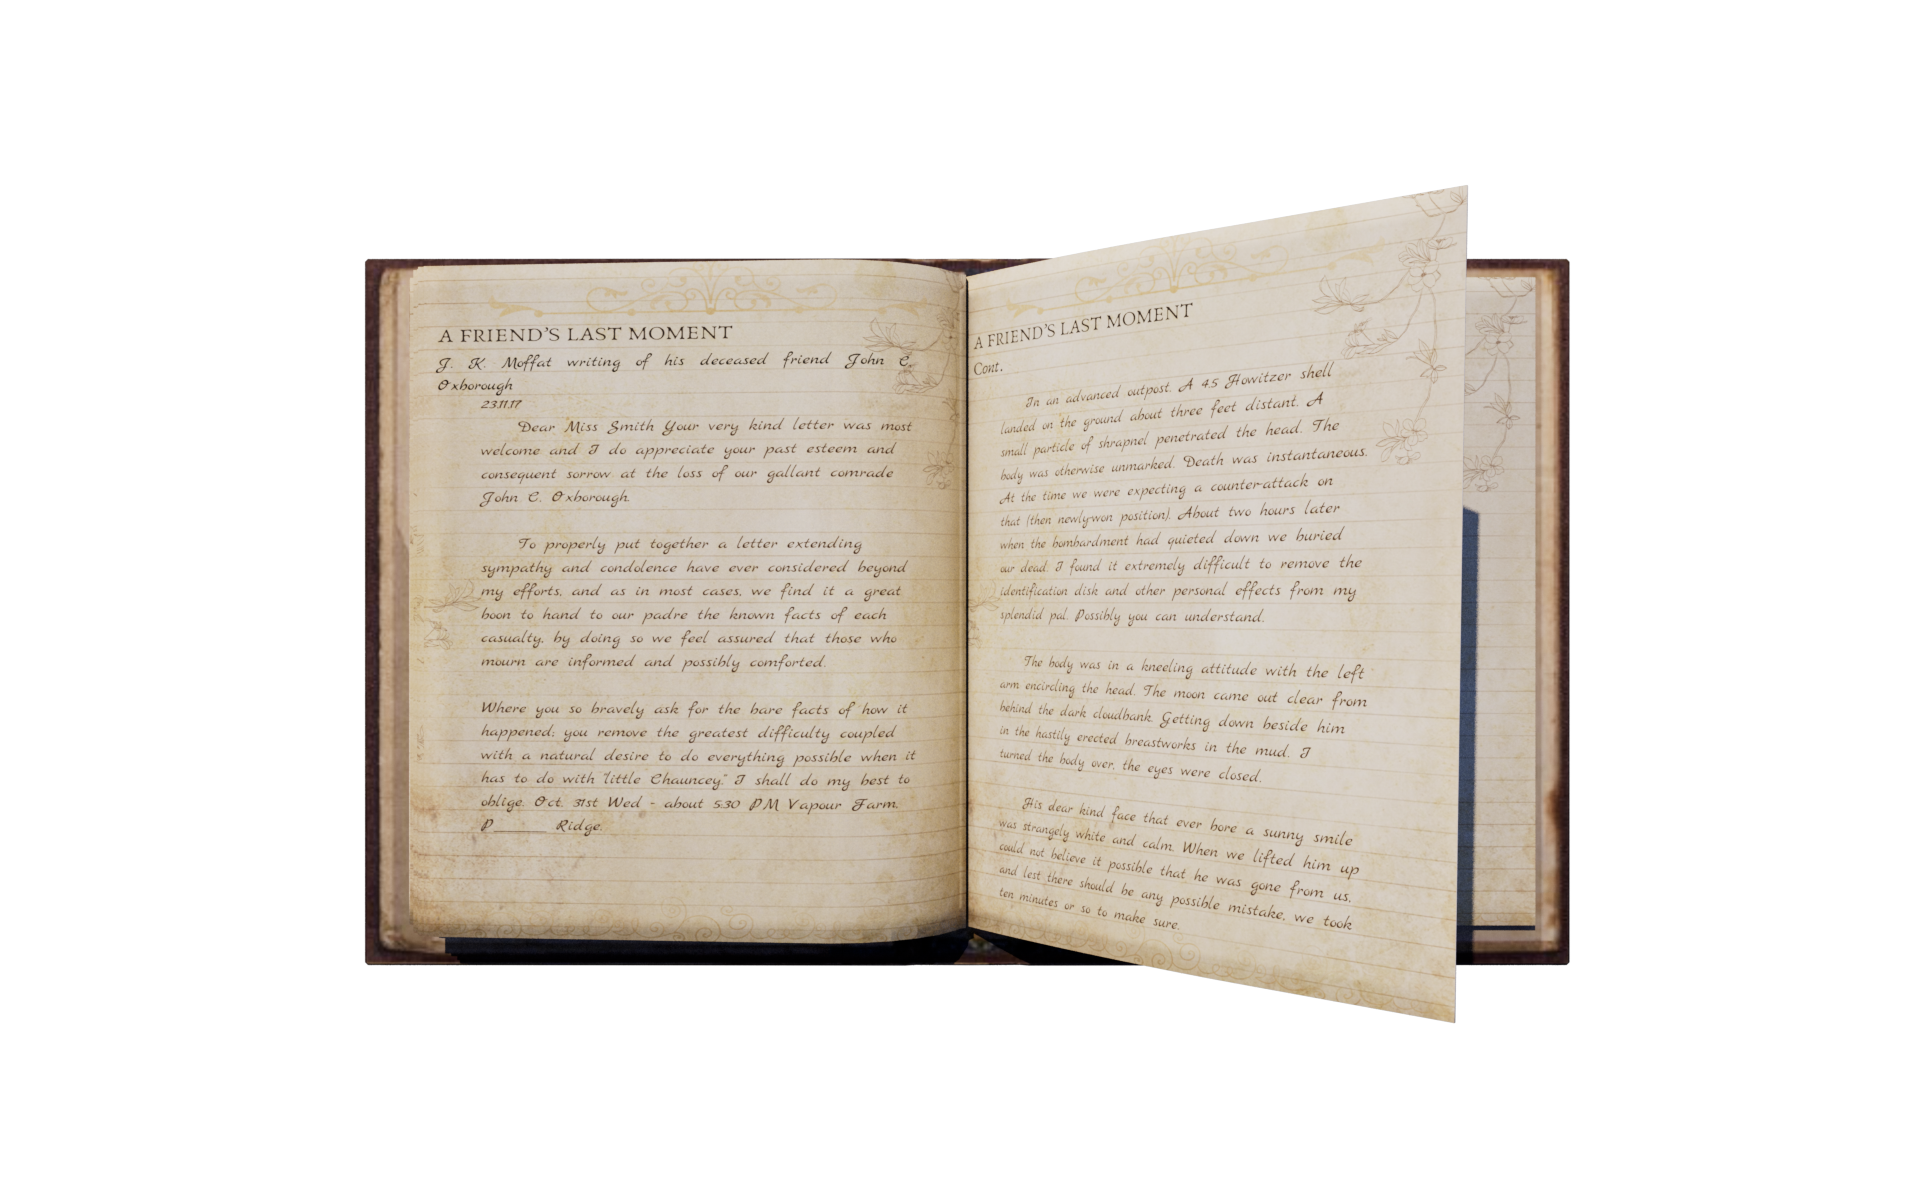 A FRIEND'S LAST MOMENT
J. K. Moffat writing of his deceased friend John C.
Oxborough
23.11.17
Dear Miss Smith Your very kind letter was most
welcome and I do appreciate your past esteem and
consequent sorrow at the loss of our gallant comrade
John C. Oxborough.
To properly put together a letter extending
sympathy and condolence have ever considered beyond
my efforts, and as in most cases, we find it a great
boon to hand to our padre the known facts of each
casualty, by doing so we feel assured that those who
mourn are informed and possibly comforted.
Where you so bravely ask for the bare facts of how it
happened; you remove the greatest difficulty coupled
with a natural desire to do everything possible when it
has to do with "little Chauncey." I shall do my best to
oblige. Oct. 31st Wed - about 5:30 PM Vapour Farm.
P______ Ridge.
A FRIEND'S LAST MOMENT
Cont.
In an advanced outpost. A 4.5 Howitzer shell
landed on the ground about three feet distant. A
small particle of shrapnel penetrated the head. The
body was otherwise unmarked. Death was instantaneous.
At the time we were expecting a counter-attack on
that (then newly-won position). About two hours later
when the bombardment had quieted down we buried
our dead. I found it extremely difficult to remove the
identification disk and other personal effects from my
splendid pal. Possibly you can understand.
The body was in a kneeling attitude with the left
arm encircling the head. The moon came out clear from
behind the dark cloudbank. Getting down beside him
in the hastily erected breastworks in the mud. I
turned the body over, the eyes were closed.
His dear kind face that ever bore a sunny smile
was strangely white and calm. When we lifted him up
could not believe it possible that he was gone from us,
and lest there should be any possible mistake, we took
ten minutes or so to make sure.